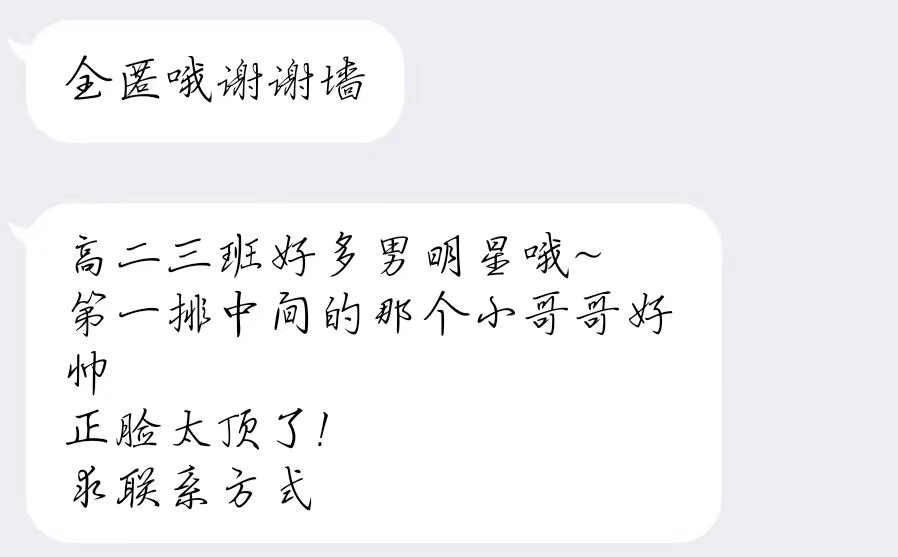 全匿哦谢谢墙
高二三班好多男明星哦~
第一排中间的那个小哥哥好
帅
正脸太顶了!
求联系方式